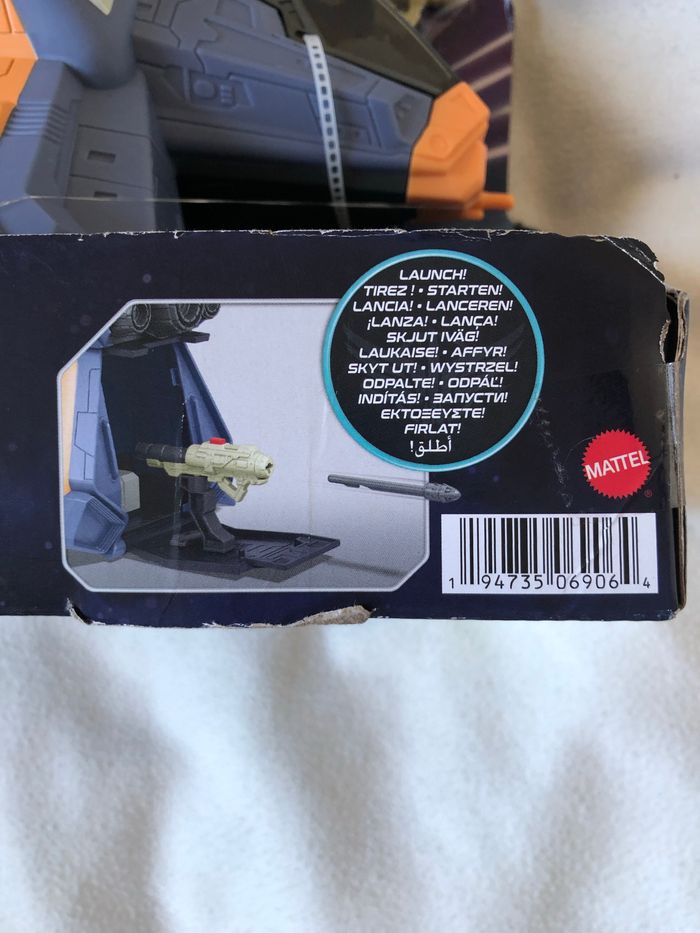 LAUNCH!
TIREZ ! • STARTEN!
LANCIA! • LANCEREN!
¡LANZA! • LANÇA!
SKJUT IVÄG!
LAUKAISE! • AFFYR!
SKYT UT! • WYSTRZEL!
ODPALTE! • ODPÁĽ!
INDÍTÁS! • ЗАПУСТИ!
ΕΚΤΟΞΕΥΣΤΕ!
FIRLAT!
أطلق!
MATTEL
®
1 94735 06906 4